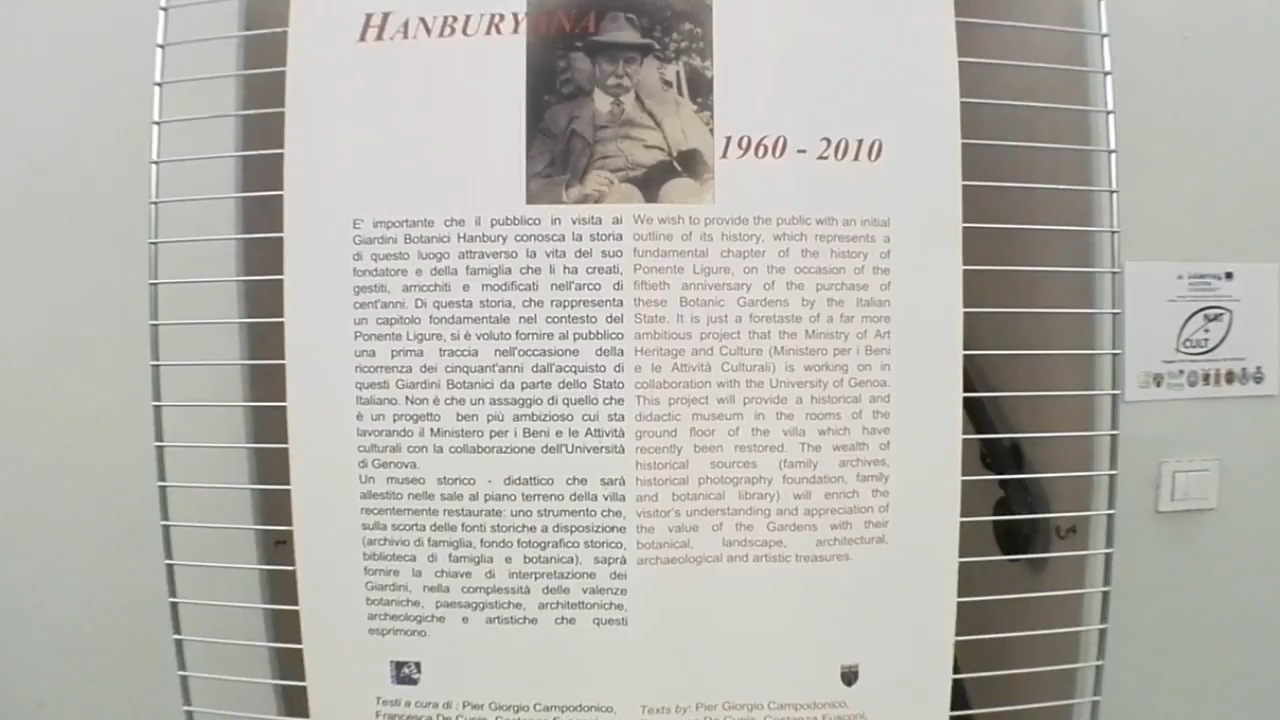 HANBURYANA
1960 - 2010
E' importante che il pubblico in visita ai
Giardini Botanici Hanbury conosca la storia
di questo luogo attraverso la vita del suo
fondatore e della famiglia che li ha creati,
gestiti, arricchiti e modificati nell'arco di
cent'anni. Di questa storia, che rappresenta
un capitolo fondamentale nel contesto del
Ponente Ligure, si è voluto fornire al pubblico
una prima traccia nell'occasione della
ricorrenza dei cinquant'anni dall'acquisto di
questi Giardini Botanici da parte dello Stato
Italiano. Non è che un assaggio di quello che
è un progetto ben più ambizioso cui sta
lavorando il Ministero per i Beni e le Attività
culturali con la collaborazione dell'Università
di Genova.
Un museo storico - didattico che sarà
allestito nelle sale al piano terreno della villa
recentemente restaurate: uno strumento che,
sulla scorta delle fonti storiche a disposizione
(archivio di famiglia, fondo fotografico storico,
biblioteca di famiglia e botanica), saprà
fornire la chiave di interpretazione dei
Giardini, nella complessità delle valenze
botaniche, paesaggistiche, architettoniche,
archeologiche e artistiche che questi
esprimono.
We wish to provide the public with an initial
outline of its history, which represents a
fundamental chapter of the history of
Ponente Ligure, on the occasion of the
fiftieth anniversary of the purchase of
these Botanic Gardens by the Italian
State. It is just a foretaste of a far more
ambitious project that the Ministry of Art
Heritage and Culture (Ministero per i Beni
e le Attività Culturali) is working on in
collaboration with the University of Genoa.
This project will provide a historical and
didactic museum in the rooms of the
ground floor of the villa which have
recently been restored. The wealth of
historical sources (family archives,
historical photography foundation, family
and botanical library) will enrich the
visitor's understanding and appreciation of
the value of the Gardens with their
botanical, landscape, architectural,
archaeological and artistic treasures.
Testi a cura di : Pier Giorgio Campodonico,
Texts by: Pier Giorgio Campodonico,
CULT